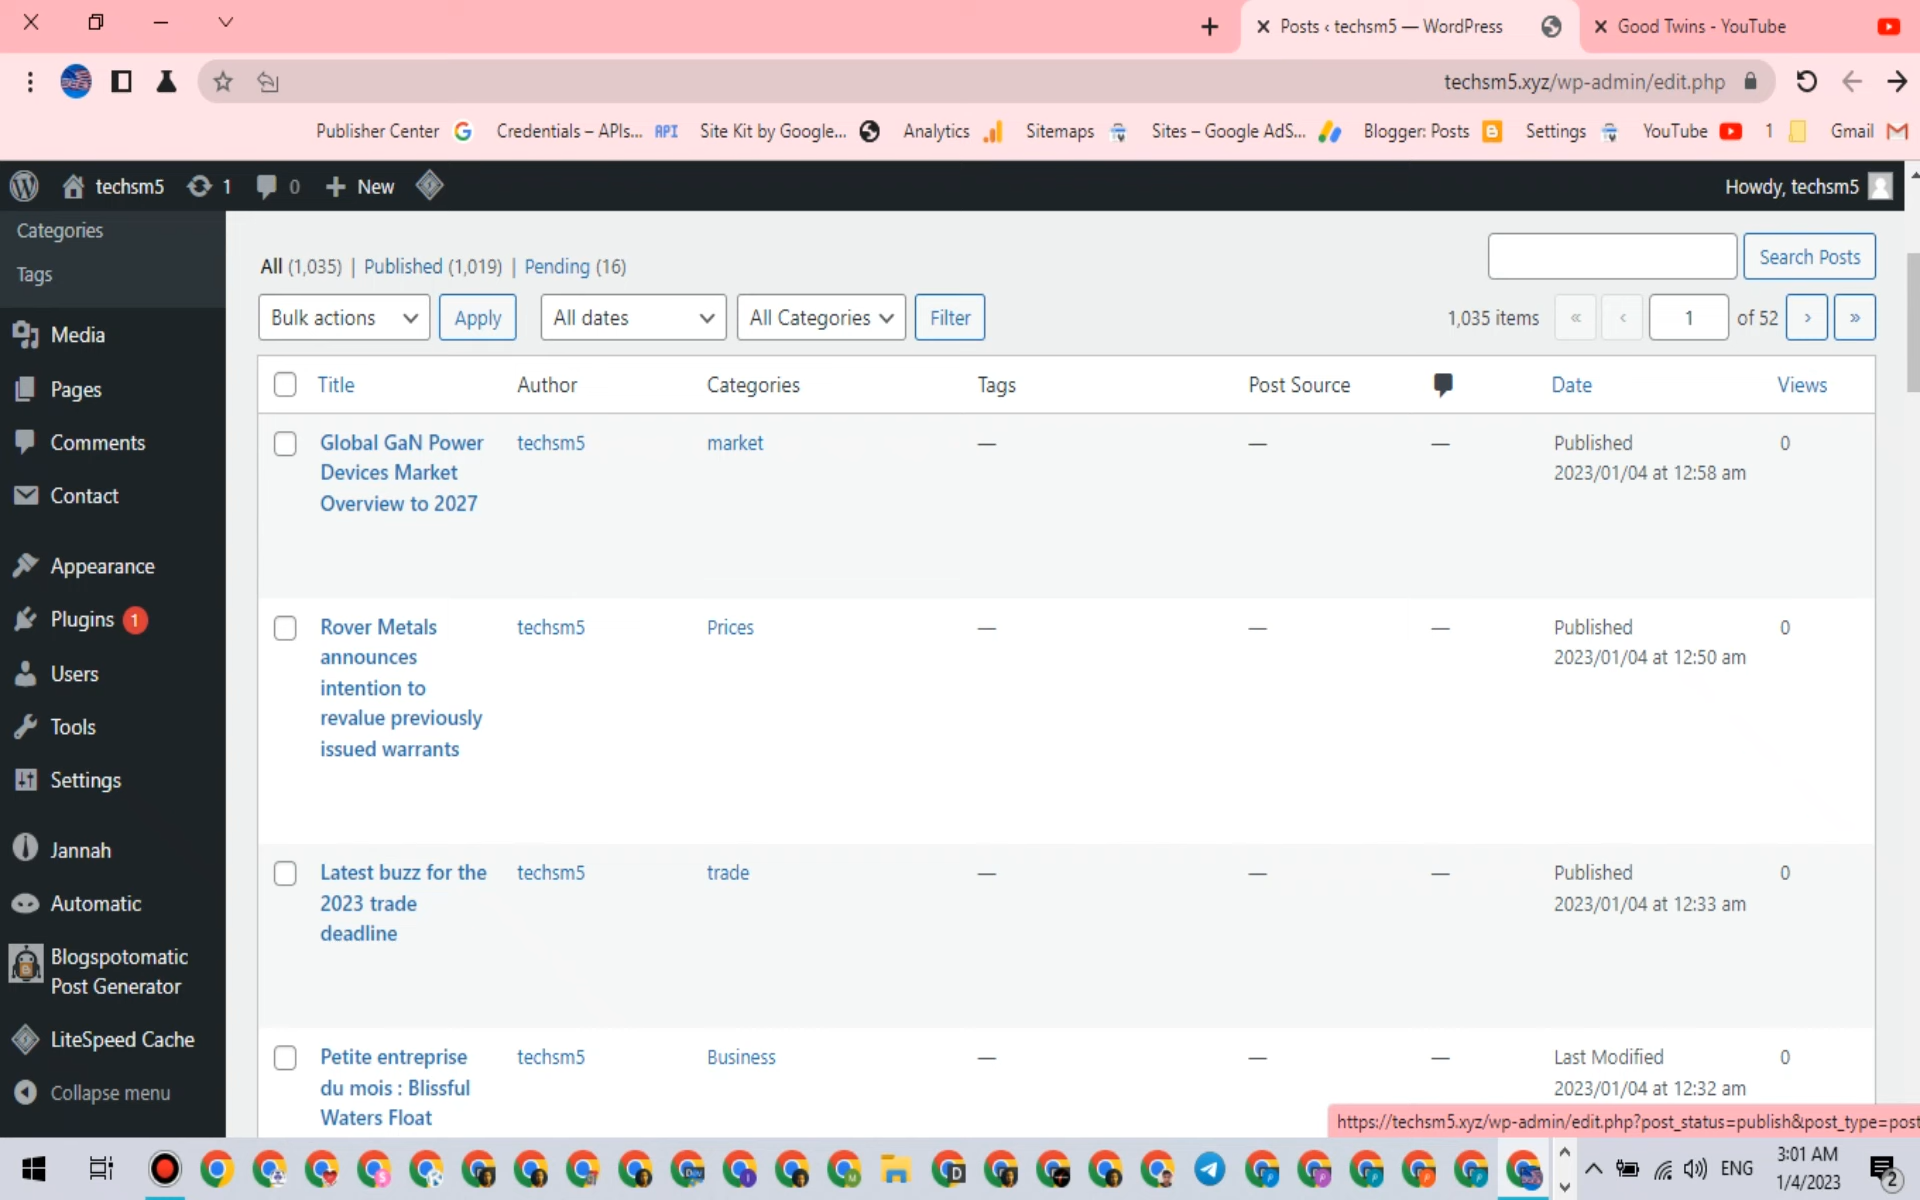 Posts ‹ techsm5 — WordPress
Good Twins - YouTube
techsm5.xyz/wp-admin/edit.php
Publisher Center
Credentials – APIs...
API
Site Kit by Google...
Analytics
Sitemaps
Sites – Google AdS...
Blogger: Posts
Settings
YouTube
1
Gmail
techsm5
1
0
New
Howdy, techsm5
Categories
Tags
Media
Pages
Comments
Contact
Appearance
Plugins 1
Users
Tools
Settings
Jannah
Automatic
Blogspotomatic
Post Generator
LiteSpeed Cache
Collapse menu
All (1,035) | Published (1,019) | Pending (16)
Search Posts
Bulk actions
Apply
All dates
All Categories
Filter
1,035 items
«
‹
1
of 52
›
»
Title
Author
Categories
Tags
Post Source
Date
Views
Global GaN Power
Devices Market
Overview to 2027
techsm5
market
—
—
—
Published
2023/01/04 at 12:58 am
0
Rover Metals
announces
intention to
revalue previously
issued warrants
techsm5
Prices
—
—
—
Published
2023/01/04 at 12:50 am
0
Latest buzz for the
2023 trade
deadline
techsm5
trade
—
—
—
Published
2023/01/04 at 12:33 am
0
Petite entreprise
du mois : Blissful
Waters Float
techsm5
Business
—
—
—
Last Modified
2023/01/04 at 12:32 am
0
https://techsm5.xyz/wp-admin/edit.php?post_status=publish&post_type=post
ENG
3:01 AM
1/4/2023
2